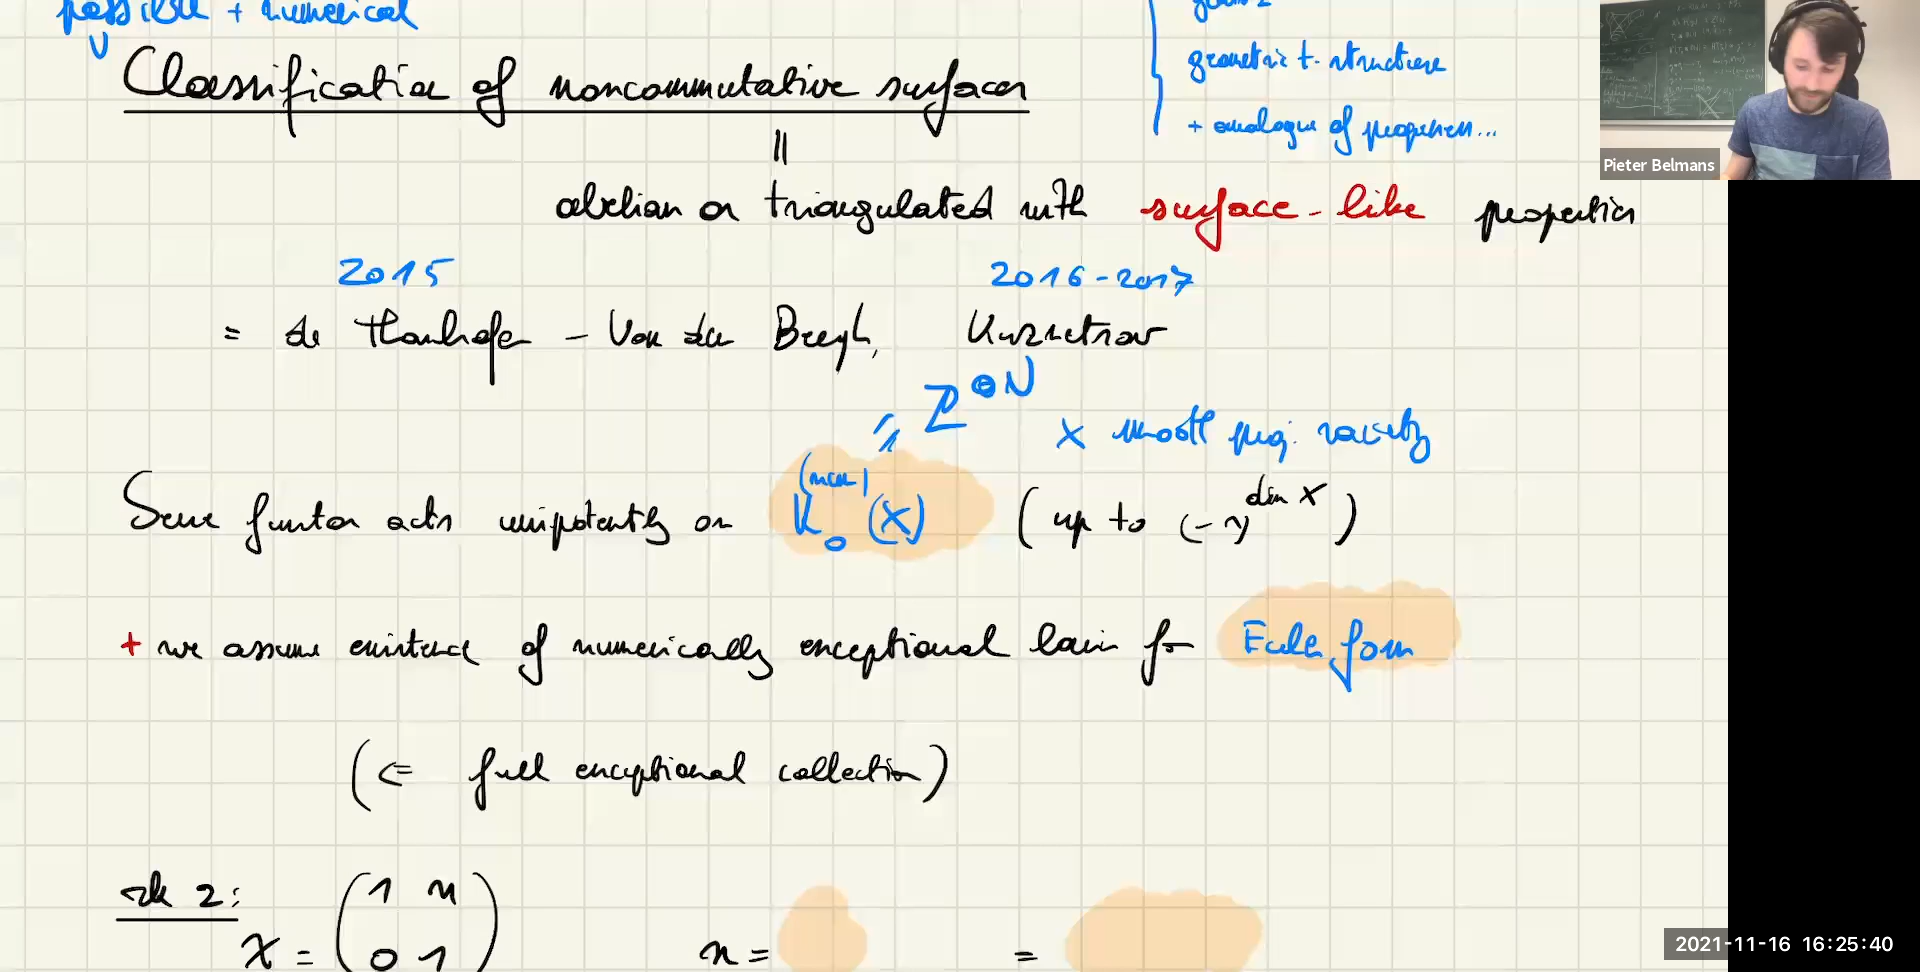 possible + numerical
Classification of noncommutative surfaces
geometric t-structure
+ analogue of properties...
Pieter Belmans
=
abelian or triangulated with surface-like properties
2015
2016-2017
= de Thanhoffer - Van den Bergh, Kuznetsov
≅ Z^⊕N
X smooth proj. variety
Serre functor acts unipotently on K_0^(num)(X) (up to (-1)^dim X)
+ we assume existence of numerically exceptional basis for Euler form
(⇐ full exceptional collection)
rk 2:
χ = (1 n
0 1)
n = =
2021-11-16 16:25:40